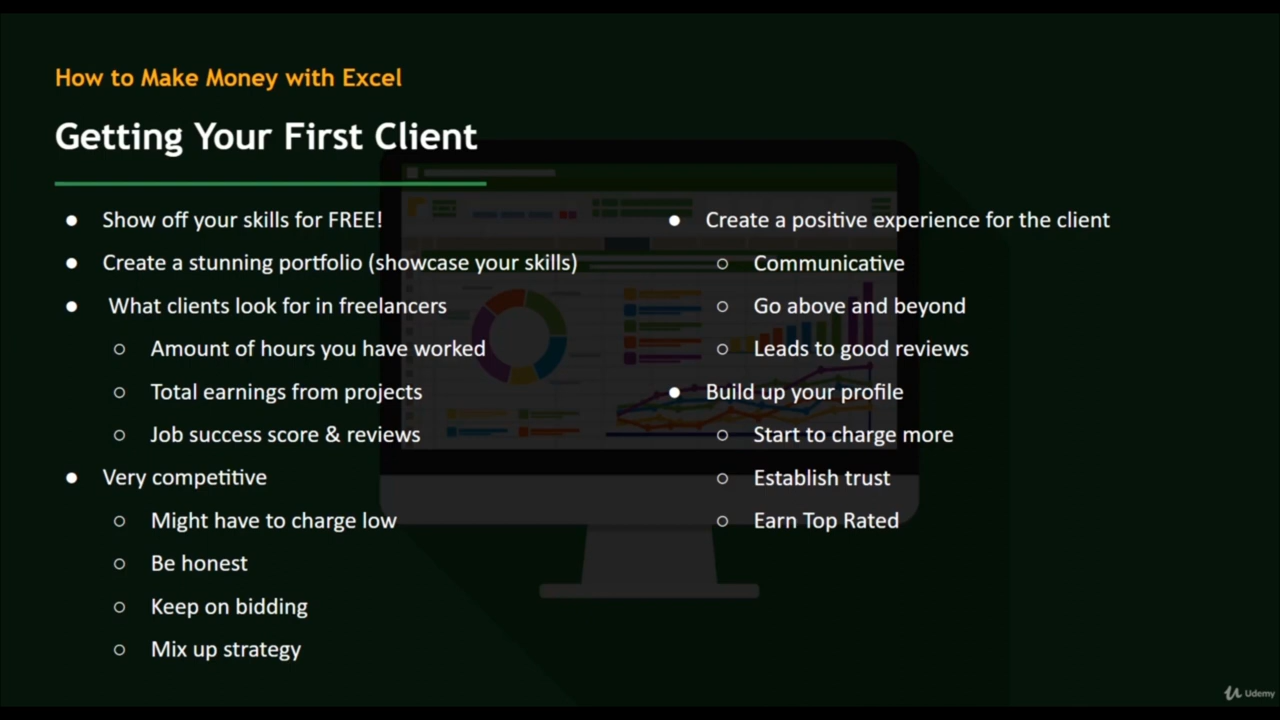 How to Make Money with Excel
Getting Your First Client
● Show off your skills for FREE!
● Create a stunning portfolio (showcase your skills)
● What clients look for in freelancers
○ Amount of hours you have worked
○ Total earnings from projects
○ Job success score & reviews
● Very competitive
○ Might have to charge low
○ Be honest
○ Keep on bidding
○ Mix up strategy
● Create a positive experience for the client
○ Communicative
○ Go above and beyond
○ Leads to good reviews
● Build up your profile
○ Start to charge more
○ Establish trust
○ Earn Top Rated
Udemy